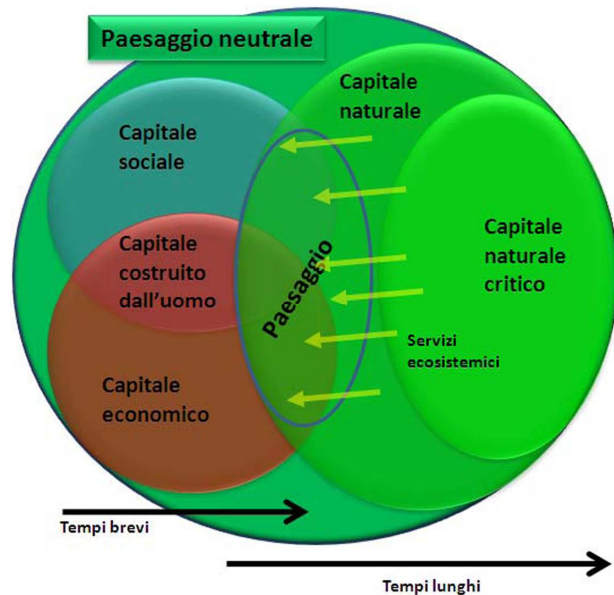 Paesaggio neutrale
Capitale
naturale
Capitale
sociale
Capitale
naturale
critico
Capitale
costruito
dall'uomo
Paesaggio
Servizi
ecosistemici
Capitale
economico
Tempi brevi
Tempi lunghi